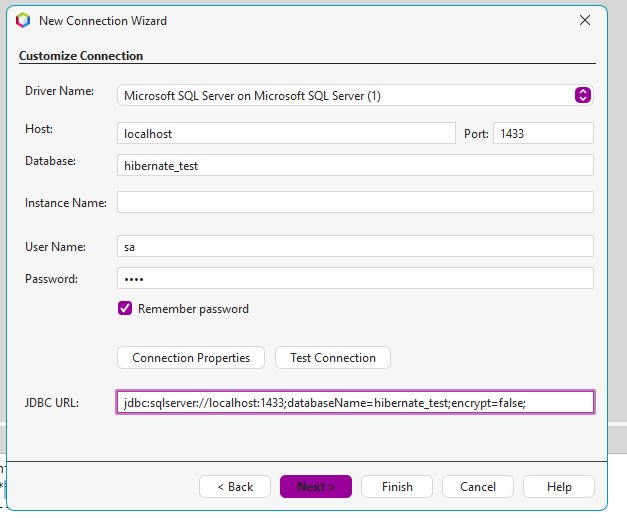 New Connection Wizard
Customize Connection
Driver Name: Microsoft SQL Server on Microsoft SQL Server (1)
Host: localhost Port: 1433
Database: hibernate_test
Instance Name:
User Name: sa
Password: ••••
Remember password
Connection Properties Test Connection
JDBC URL: jdbc:sqlserver://localhost:1433;databaseName=hibernate_test;encrypt=false;
< Back Next > Finish Cancel Help